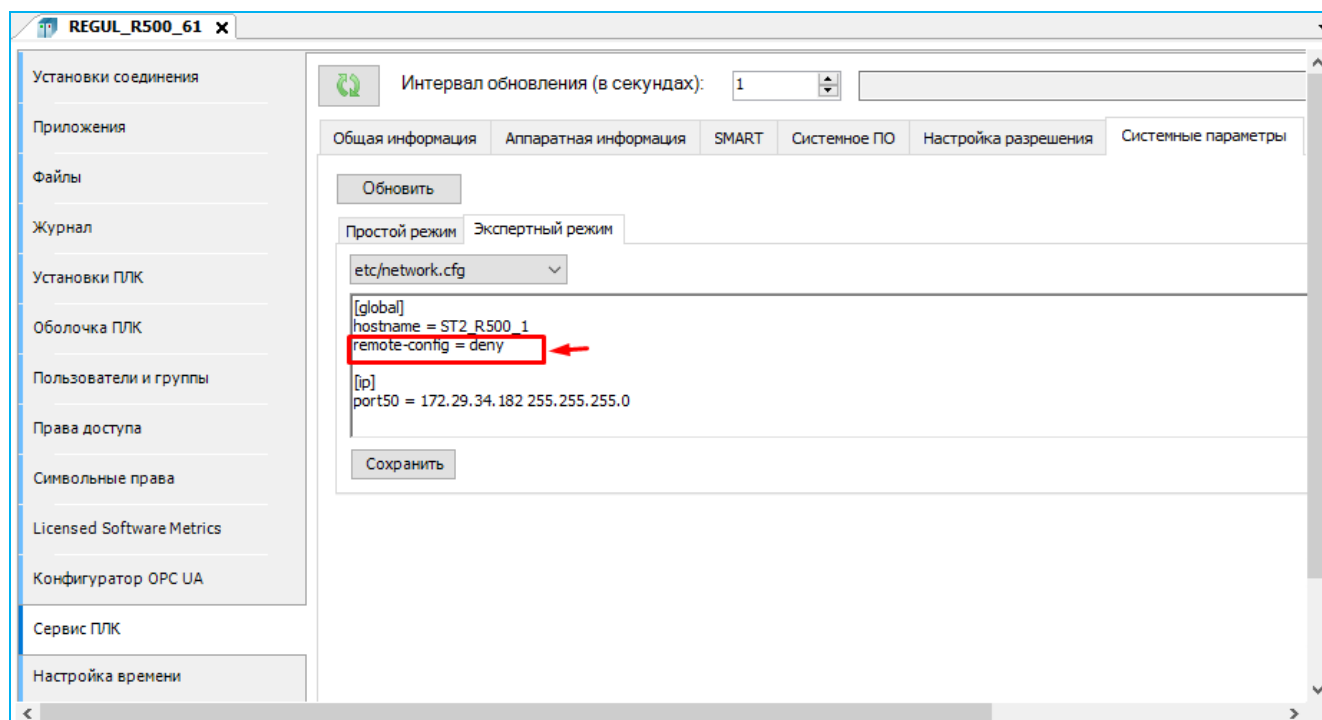 REGUL_R500_61 X
Установки соединения
Приложения
Файлы
Журнал
Установки ПЛК
Оболочка ПЛК
Пользователи и группы
Права доступа
Символьные права
Licensed Software Metrics
Конфигуратор OPC UA
Сервис ПЛК
Настройка времени
Интервал обновления (в секундах): 1
Общая информация Аппаратная информация SMART Системное ПО Настройка разрешения Системные параметры
Обновить
Простой режим Экспертный режим
etc/network.cfg
[global]
hostname = ST2_R500_1
remote-config = deny
[ip]
port50 = 172.29.34.182 255.255.255.0
Сохранить